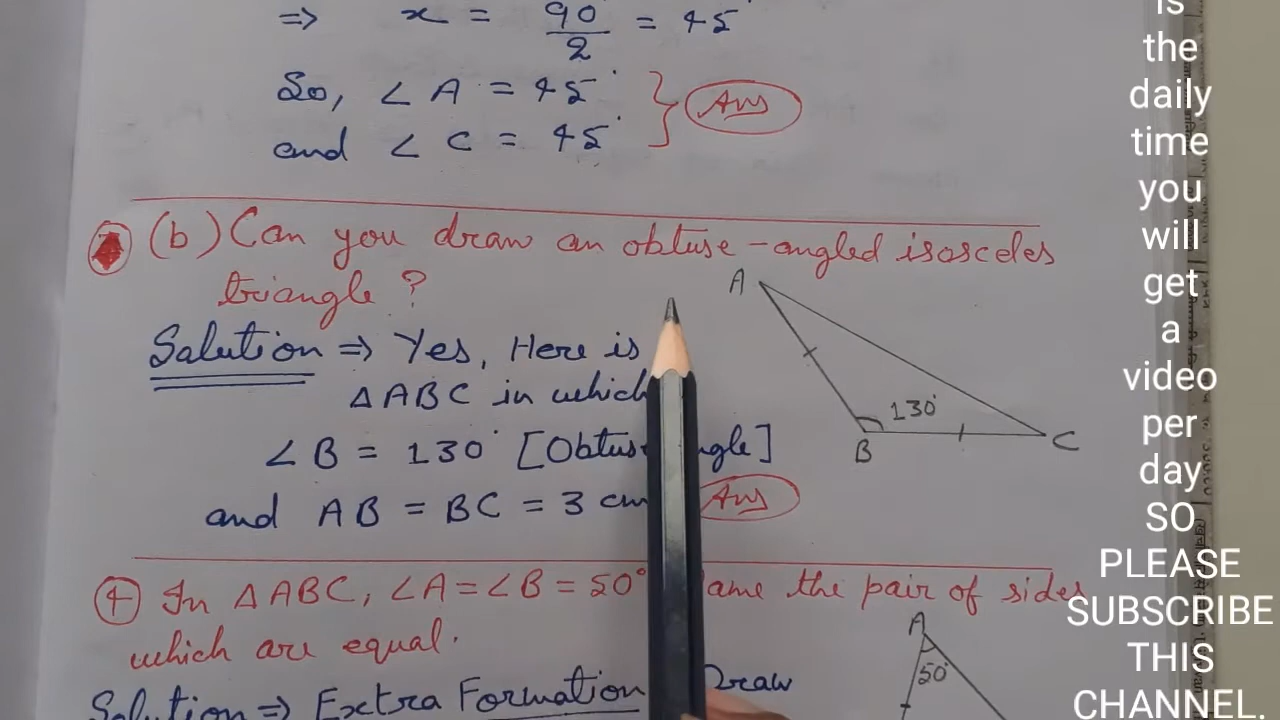 ⇒ x = 90/2 = 45°
So, ∠A = 45°
and ∠C = 45° } Ans
(b) Can you draw an obtuse-angled isosceles
triangle ?
Salution ⇒ Yes, Here is
△ABC in which
∠B = 130° [Obtuse angle]
and AB = BC = 3 cm Ans
A
130°
B
C
(4) In △ABC, ∠A = ∠B = 50°. Name the pair of sides
which are equal.
Solution ⇒ Extra Formation Draw
A
50°
is
the
daily
time
you
will
get
a
video
per
day
SO
PLEASE
SUBSCRIBE
THIS
CHANNEL.